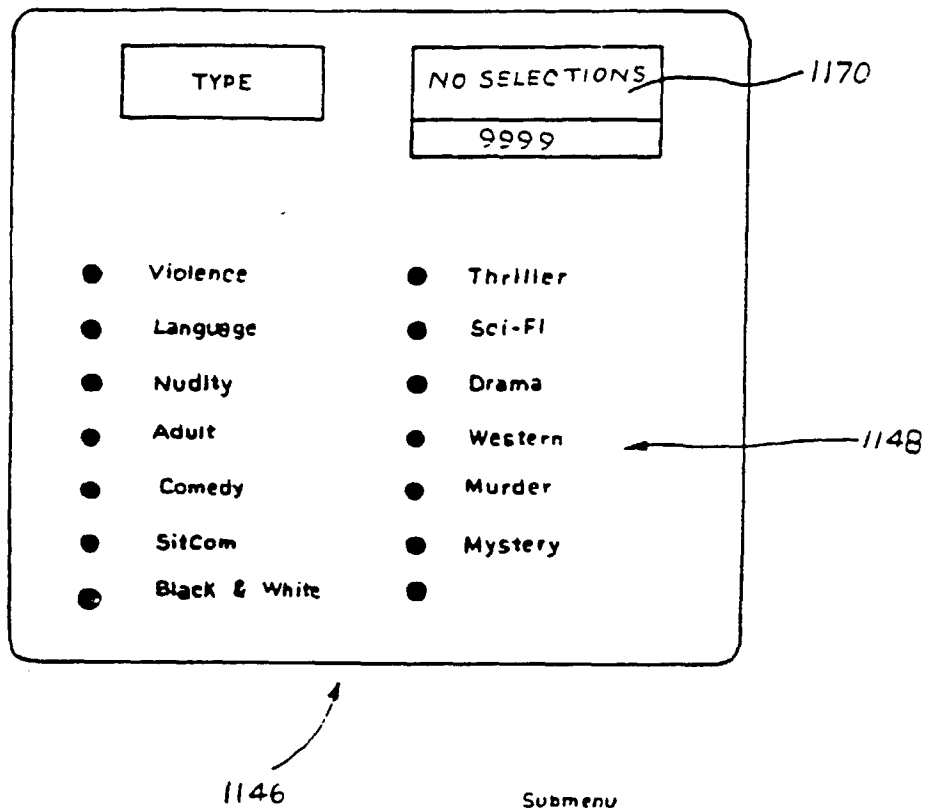 TYPE
NO SELECTIONS
9999
1170
Violence
Language
Nudity
Adult
Comedy
SitCom
Black & White
Thriller
Sci-Fi
Drama
Western
Murder
Mystery
1148
1146
Submenu